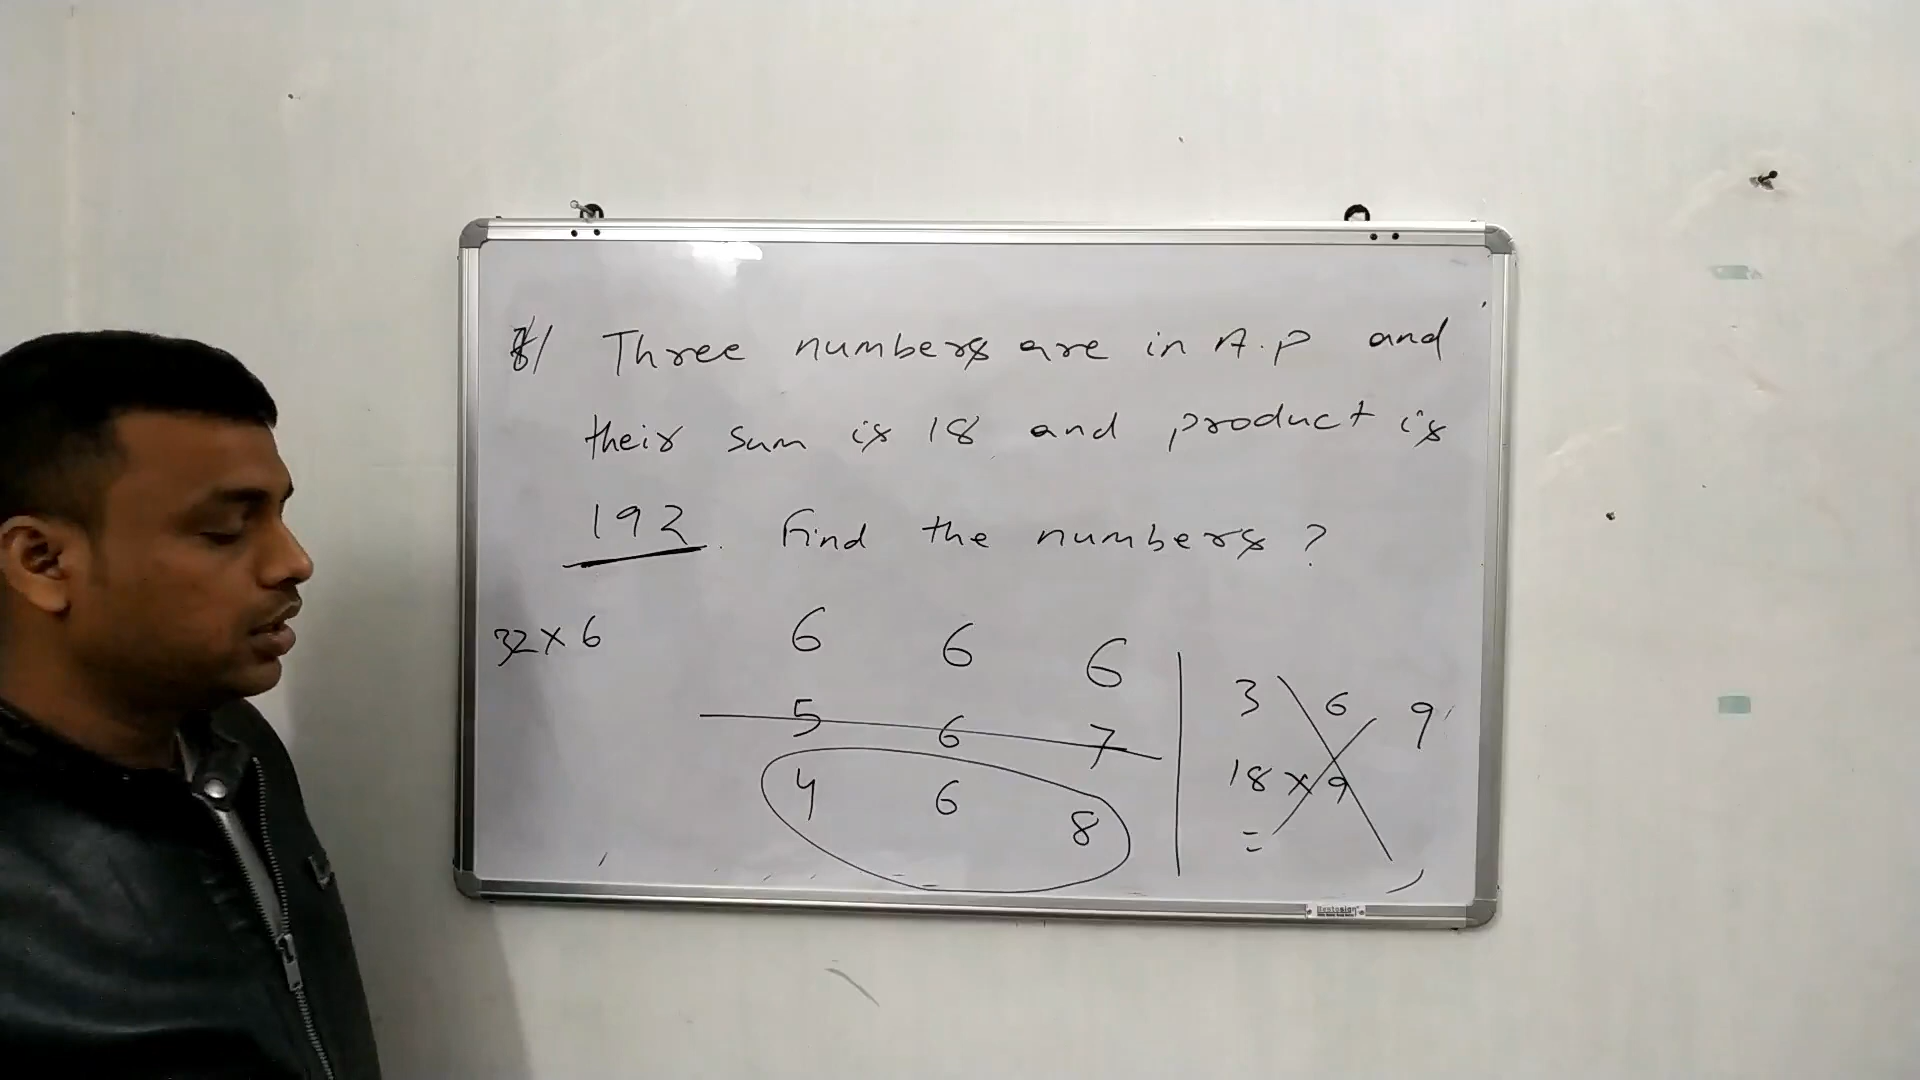 Three numbers are in A.P and
their sum is 18 and product is
192. Find the numbers?
32 x 6
6 6 6
5 6 7
4 6 8
3 6 9
18 x 9
=